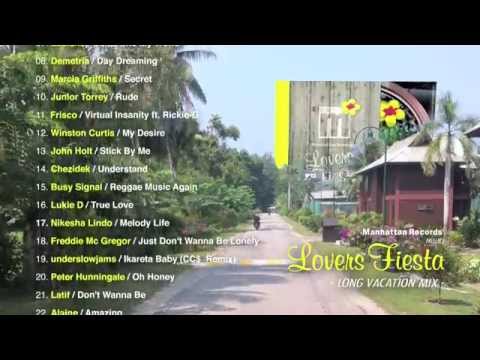 08. Demetria / Day Dreaming
09. Marcia Griffiths / Secret
10. Junior Torrey / Rude
11. Frisco / Virtual Insanity ft. Rickie-G
12. Winston Curtis / My Desire
13. John Holt / Stick By Me
14. Chezidek / Understand
15. Busy Signal / Reggae Music Again
16. Lukie D / True Love
17. Nikesha Lindo / Melody Life
18. Freddie Mc Gregor / Just Don't Wanna Be Lonely
19. underslowjams / Ikareta Baby (CC$_Remix)
20. Peter Hunningale / Oh Honey
21. Latif / Don't Wanna Be
22. Alaine / Amazing
Lovers
Manhattan Records
Lovers Fiesta
- LONG VACATION MIX -